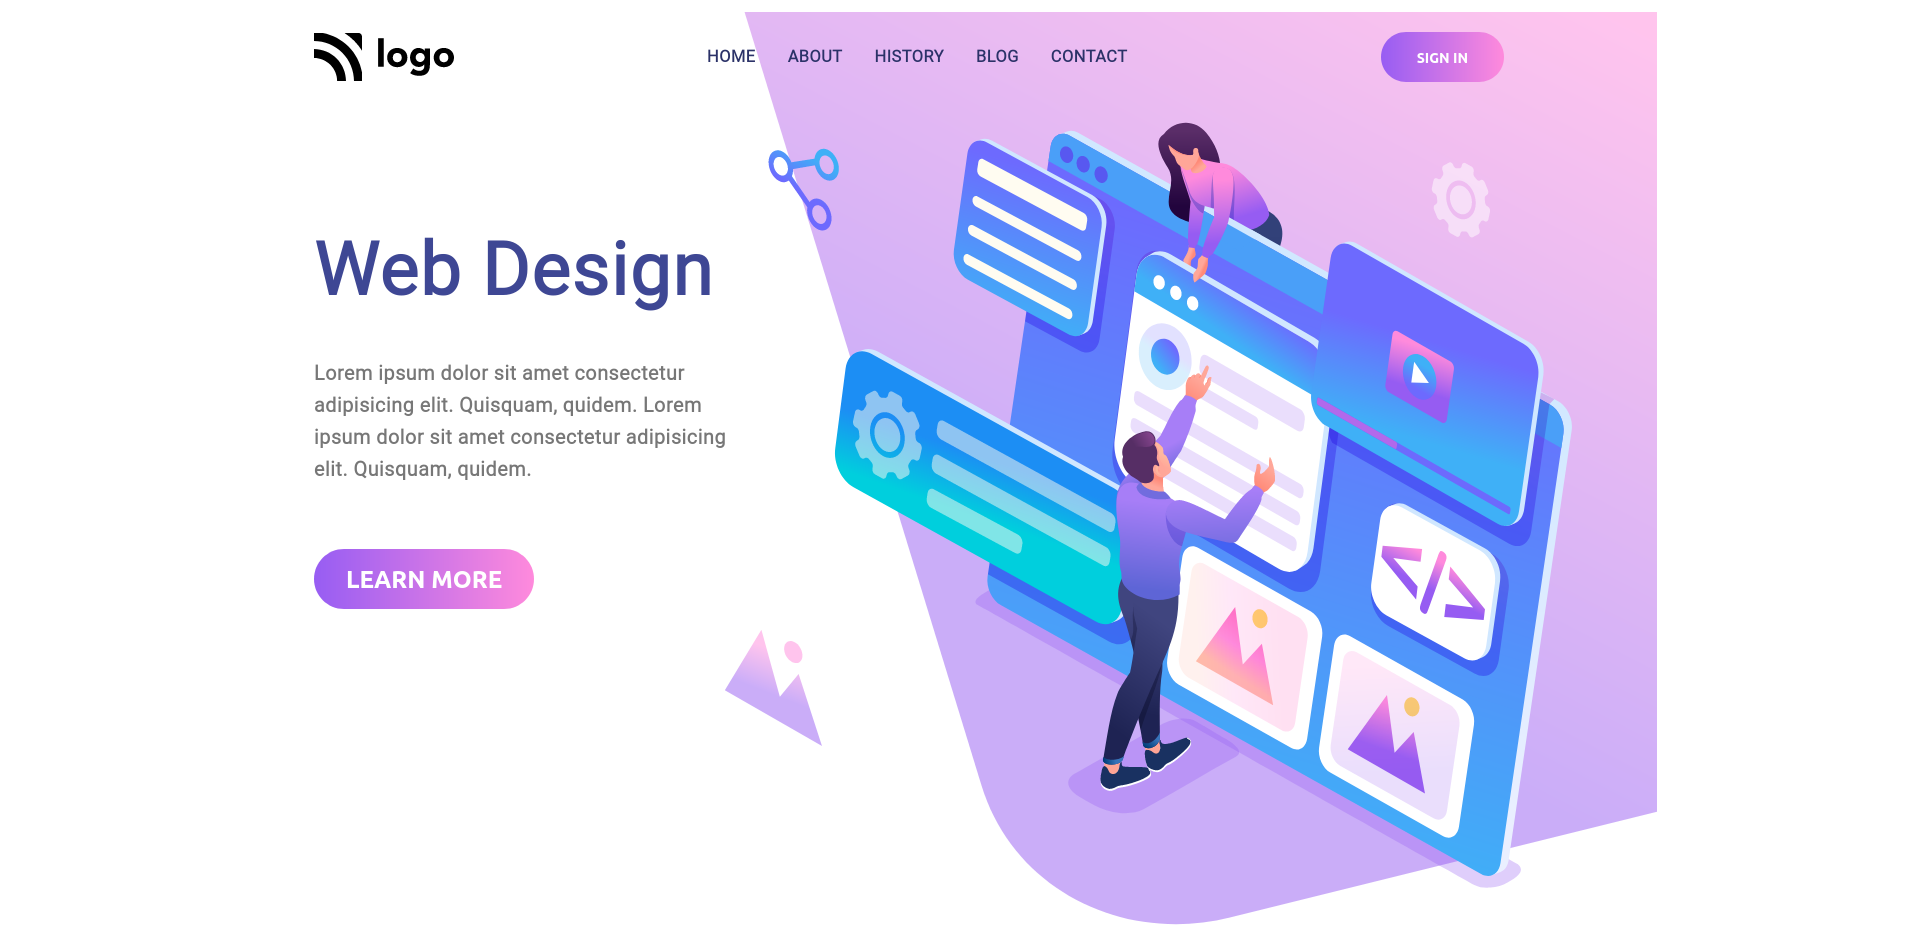 logo
HOME ABOUT HISTORY BLOG CONTACT
SIGN IN
Web Design
Lorem ipsum dolor sit amet consectetur
adipisicing elit. Quisquam, quidem. Lorem
ipsum dolor sit amet consectetur adipisicing
elit. Quisquam, quidem.
LEARN MORE
</>